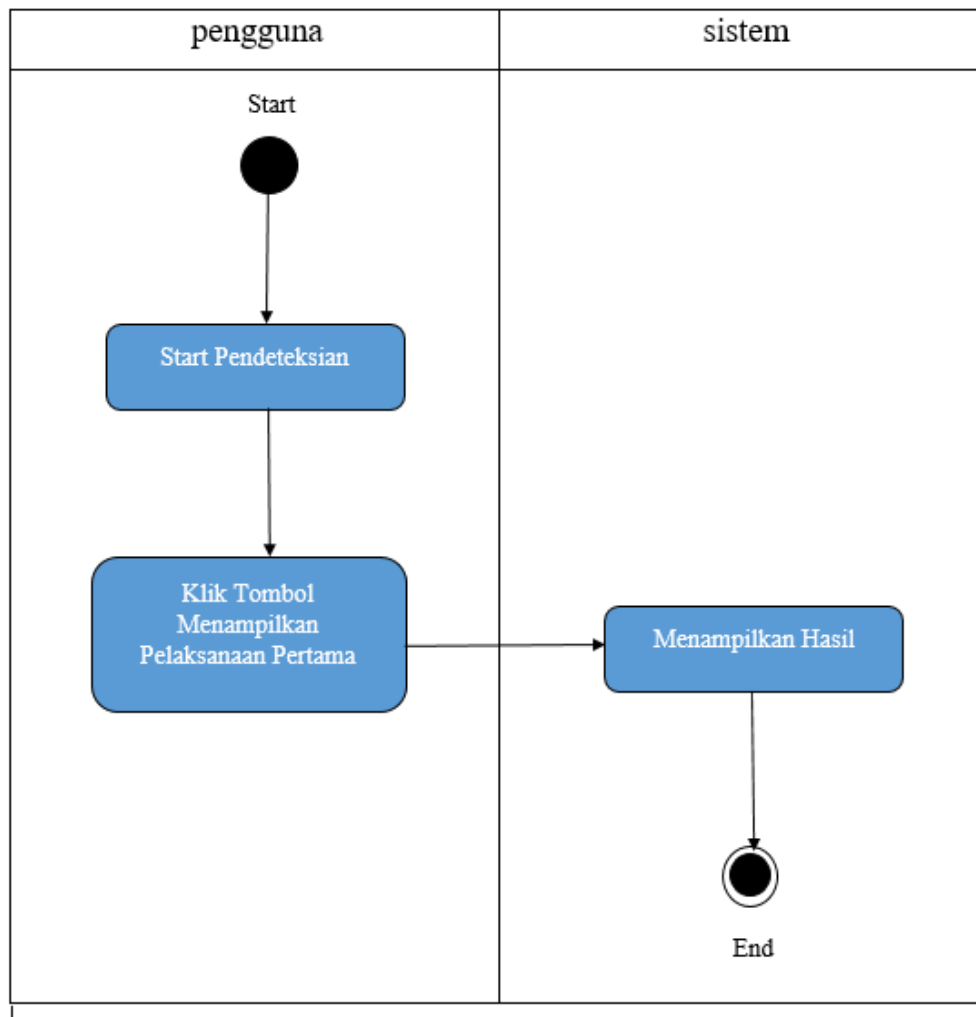 pengguna
sistem
Start
Start Pendeteksian
Klik Tombol
Menampilkan
Pelaksanaan Pertama
Menampilkan Hasil
End